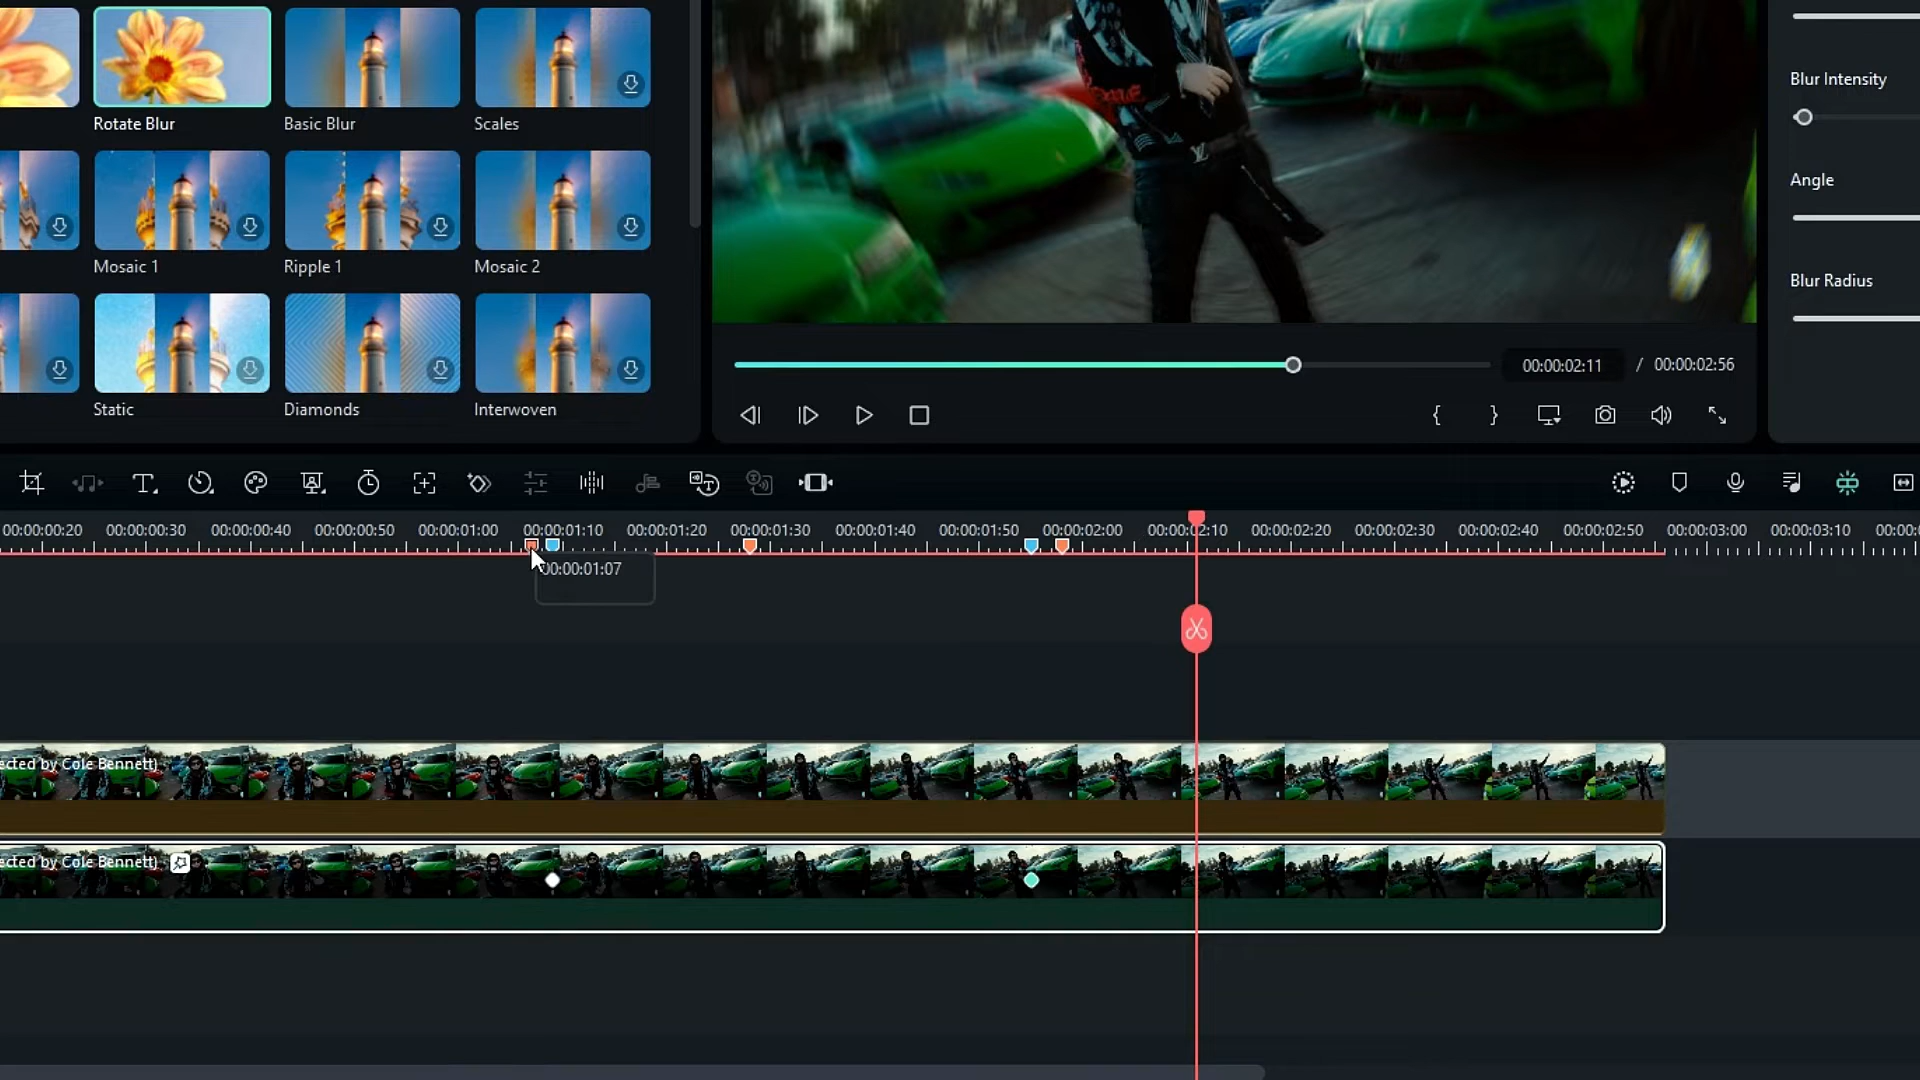 Rotate Blur
Basic Blur
Scales
Mosaic 1
Ripple 1
Mosaic 2
Static
Diamonds
Interwoven
Blur Intensity
Angle
Blur Radius
00:00:02:11 / 00:00:02:56
00:00:00:20 00:00:00:30 00:00:00:40 00:00:00:50 00:00:01:00 00:00:01:10 00:00:01:20 00:00:01:30 00:00:01:40 00:00:01:50 00:00:02:00 00:00:02:10 00:00:02:20 00:00:02:30 00:00:02:40 00:00:02:50 00:00:03:00 00:00:03:10 00:00:0
00:00:01:07
ected by Cole Bennett)
ected by Cole Bennett)